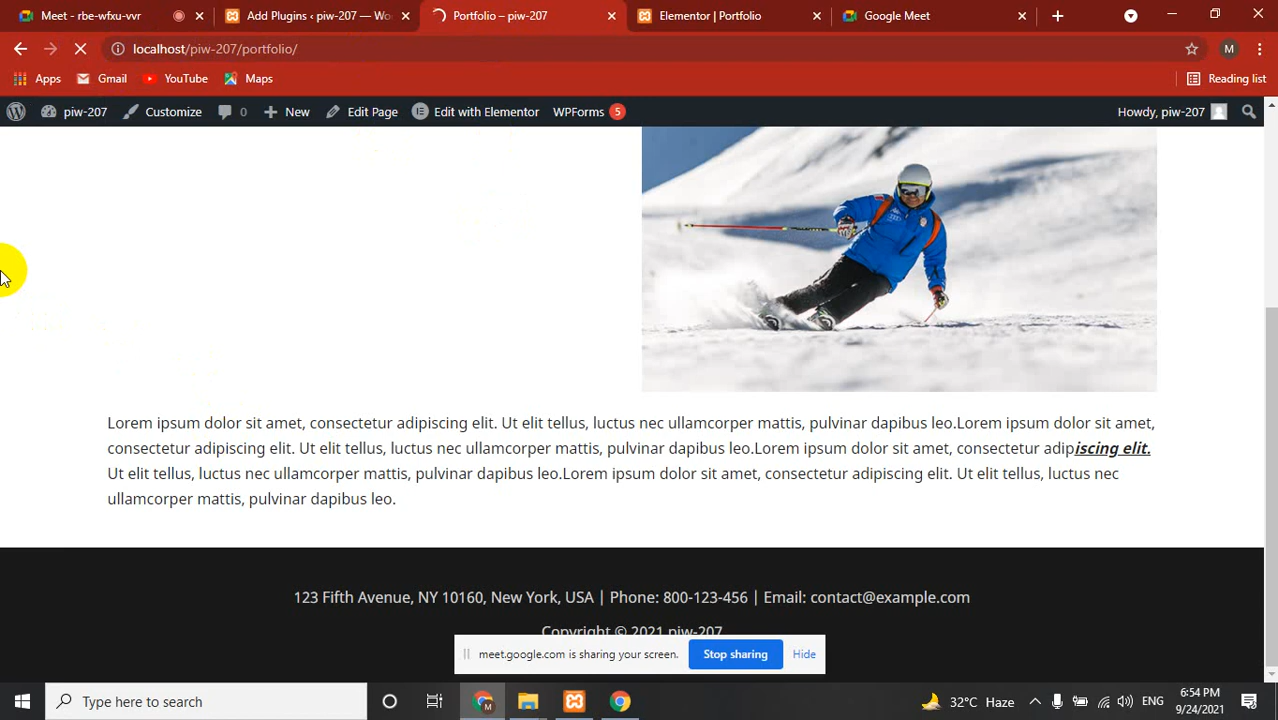 Meet - rbe-wfxu-vvr
Add Plugins ‹ piw-207 — Wo
Portfolio – piw-207
Elementor | Portfolio
Google Meet
localhost/piw-207/portfolio/
M
Apps
Gmail
YouTube
Maps
Reading list
piw-207
Customize
0
New
Edit Page
Edit with Elementor
WPForms 5
Howdy, piw-207
Lorem ipsum dolor sit amet, consectetur adipiscing elit. Ut elit tellus, luctus nec ullamcorper mattis, pulvinar dapibus leo.Lorem ipsum dolor sit amet,
consectetur adipiscing elit. Ut elit tellus, luctus nec ullamcorper mattis, pulvinar dapibus leo.Lorem ipsum dolor sit amet, consectetur adipiscing elit.
Ut elit tellus, luctus nec ullamcorper mattis, pulvinar dapibus leo.Lorem ipsum dolor sit amet, consectetur adipiscing elit. Ut elit tellus, luctus nec
ullamcorper mattis, pulvinar dapibus leo.
123 Fifth Avenue, NY 10160, New York, USA | Phone: 800-123-456 | Email: contact@example.com
Copyright © 2021 piw-207
meet.google.com is sharing your screen.
Stop sharing
Hide
Type here to search
M
32°C Haze
ENG
6:54 PM
9/24/2021